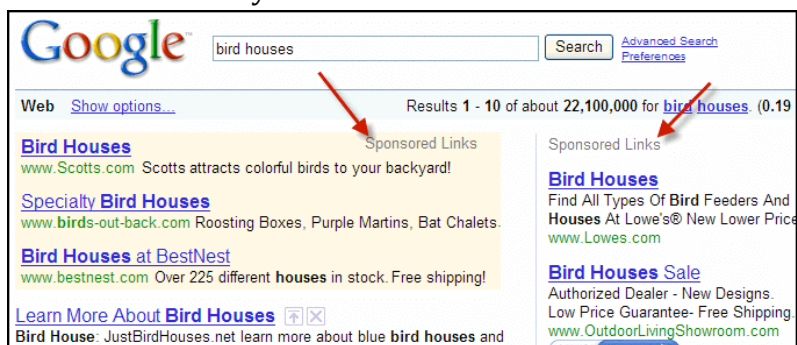 Google
bird houses
Search
Advanced Search
Preferences
Web Show options...
Results 1 - 10 of about 22,100,000 for bird houses. (0.19
Bird Houses
Sponsored Links
www.Scotts.com Scotts attracts colorful birds to your backyard!
Specialty Bird Houses
www.birds-out-back.com Roosting Boxes, Purple Martins, Bat Chalets.
Bird Houses at BestNest
www.bestnest.com Over 225 different houses in stock. Free shipping!
Learn More About Bird Houses
Bird House: JustBirdHouses.net learn more about blue bird houses and
Sponsored Links
Bird Houses
Find All Types Of Bird Feeders And
Houses At Lowe's® New Lower Price
www.Lowes.com
Bird Houses Sale
Authorized Dealer - New Designs.
Low Price Guarantee- Free Shipping.
www.OutdoorLivingShowroom.com